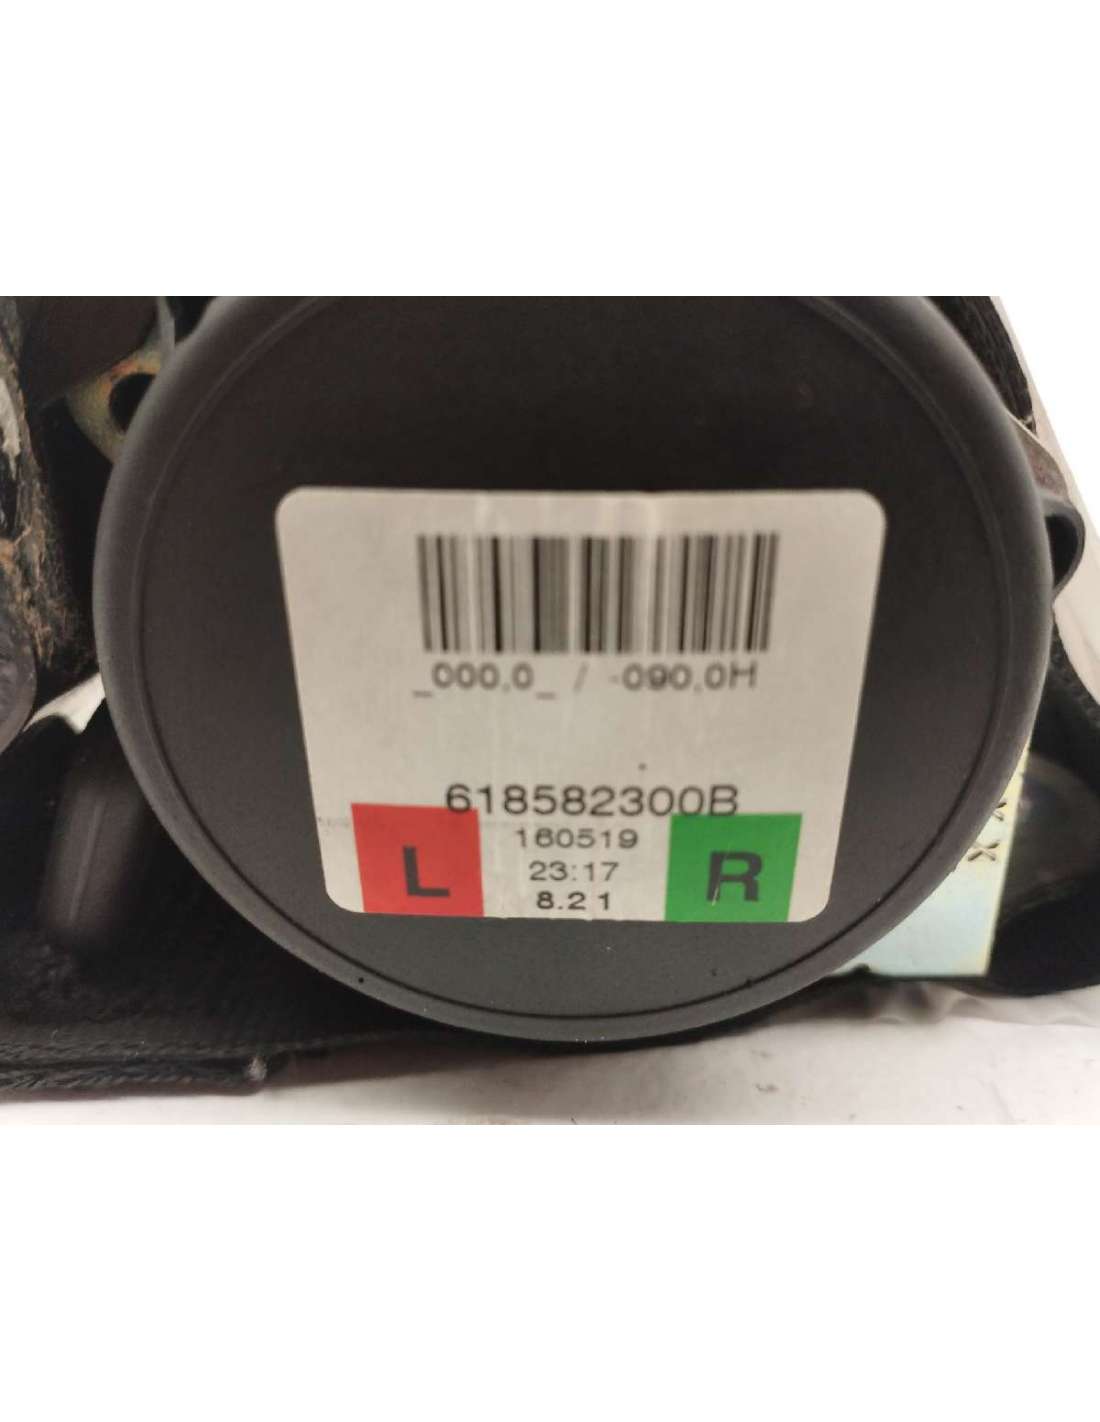 _000,0_ / -090,0H
618582300B
160519
L
23:17
R
8.21